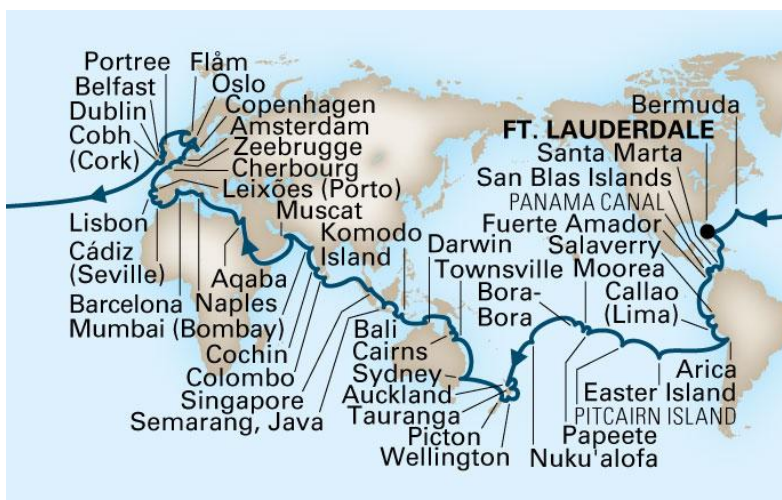 Portree
Flåm
Belfast
Oslo
Dublin
Copenhagen
Cobh
(Cork)
Amsterdam
Zeebrugge
Cherbourg
Leixões (Porto)
Lisbon
Muscat
Cádiz
(Seville)
Komodo
Island
Aqaba
Barcelona
Naples
Mumbai (Bombay)
Cochin
Colombo
Singapore
Semarang, Java
Darwin
Townsville
Bali
Cairns
Sydney
Auckland
Tauranga
Picton
Wellington
Bermuda
FT. LAUDERDALE
Santa Marta
San Blas Islands
PANAMA CANAL
Fuerte Amador
Salaverry
Moorea
Bora-
Bora
Callao
(Lima)
Arica
Easter Island
PITCAIRN ISLAND
Papeete
Nuku'alofa